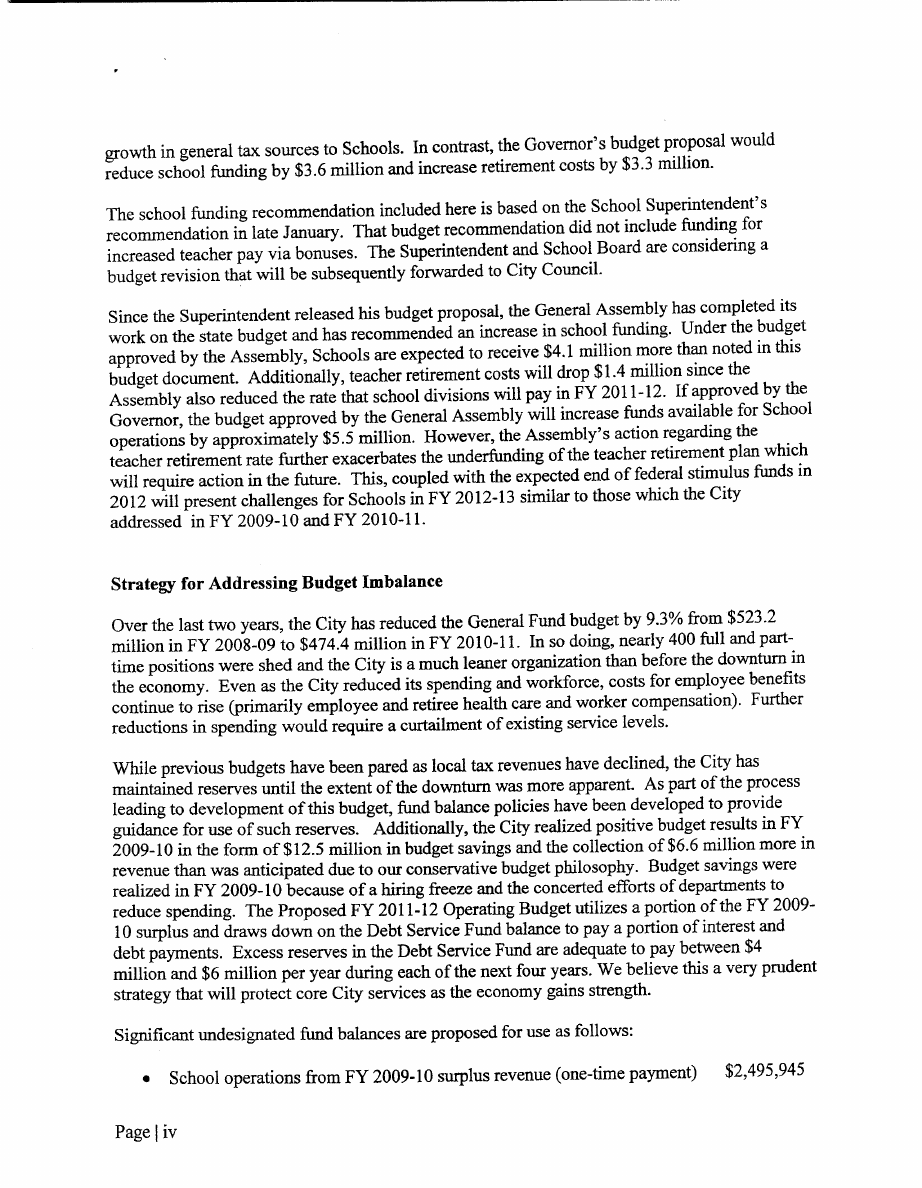 growth in general tax sources to Schools. In contrast, the Governor's budget proposal would
reduce school funding by $3.6 million and increase retirement costs by $3.3 million.
The school funding recommendation included here is based on the School Superintendent's
recommendation in late January. That budget recommendation did not include funding for
increased teacher pay via bonuses. The Superintendent and School Board are considering a
budget revision that will be subsequently forwarded to City Council.
Since the Superintendent released his budget proposal, the General Assembly has completed its
work on the state budget and has recommended an increase in school funding. Under the budget
approved by the Assembly, Schools are expected to receive $4.1 million more than noted in this
budget document. Additionally, teacher retirement costs will drop $1.4 million since the
Assembly also reduced the rate that school divisions will pay in FY 2011-12. If approved by the
Governor, the budget approved by the General Assembly will increase funds available for School
operations by approximately $5.5 million. However, the Assembly's action regarding the
teacher retirement rate further exacerbates the underfunding of the teacher retirement plan which
will require action in the future. This, coupled with the expected end of federal stimulus funds in
2012 will present challenges for Schools in FY 2012-13 similar to those which the City
addressed in FY 2009-10 and FY 2010-11.
Strategy for Addressing Budget Imbalance
Over the last two years, the City has reduced the General Fund budget by 9.3% from $523.2
million in FY 2008-09 to $474.4 million in FY 2010-11. In so doing, nearly 400 full and part-
time positions were shed and the City is a much leaner organization than before the downturn in
the economy. Even as the City reduced its spending and workforce, costs for employee benefits
continue to rise (primarily employee and retiree health care and worker compensation). Further
reductions in spending would require a curtailment of existing service levels.
While previous budgets have been pared as local tax revenues have declined, the City has
maintained reserves until the extent of the downturn was more apparent. As part of the process
leading to development of this budget, fund balance policies have been developed to provide
guidance for use of such reserves. Additionally, the City realized positive budget results in FY
2009-10 in the form of $12.5 million in budget savings and the collection of $6.6 million more in
revenue than was anticipated due to our conservative budget philosophy. Budget savings were
realized in FY 2009-10 because of a hiring freeze and the concerted efforts of departments to
reduce spending. The Proposed FY 2011-12 Operating Budget utilizes a portion of the FY 2009-
10 surplus and draws down on the Debt Service Fund balance to pay a portion of interest and
debt payments. Excess reserves in the Debt Service Fund are adequate to pay between $4
million and $6 million per year during each of the next four years. We believe this a very prudent
strategy that will protect core City services as the economy gains strength.
Significant undesignated fund balances are proposed for use as follows:
• School operations from FY 2009-10 surplus revenue (one-time payment) $2,495,945
Page | iv